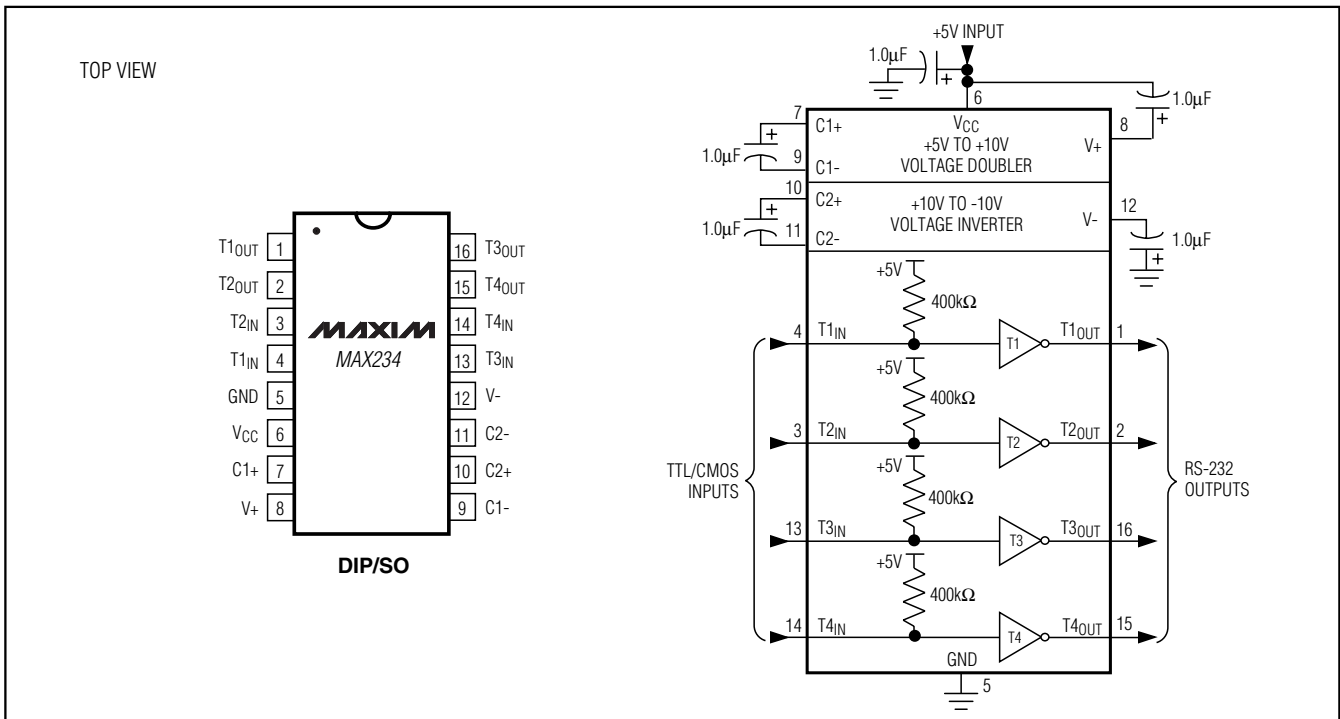 TOP VIEW
T1OUT 1
T2OUT 2
T2IN 3
T1IN 4
GND 5
VCC 6
C1+ 7
V+ 8
16 T3OUT
15 T4OUT
14 T4IN
13 T3IN
12 V-
11 C2-
10 C2+
9 C1-
MAXIM
MAX234
DIP/SO
+5V INPUT
1.0µF
+
6
1.0µF
+
7 C1+
1.0µF
+
9 C1-
VCC
+5V TO +10V
VOLTAGE DOUBLER
V+ 8
10 C2+
1.0µF
+
11 C2-
+10V TO -10V
VOLTAGE INVERTER
V- 12
1.0µF
+
+5V
400kΩ
4 T1IN
T1
T1OUT 1
+5V
400kΩ
3 T2IN
T2
T2OUT 2
TTL/CMOS
INPUTS
RS-232
OUTPUTS
+5V
400kΩ
13 T3IN
T3
T3OUT 16
+5V
400kΩ
14 T4IN
T4
T4OUT 15
GND
5